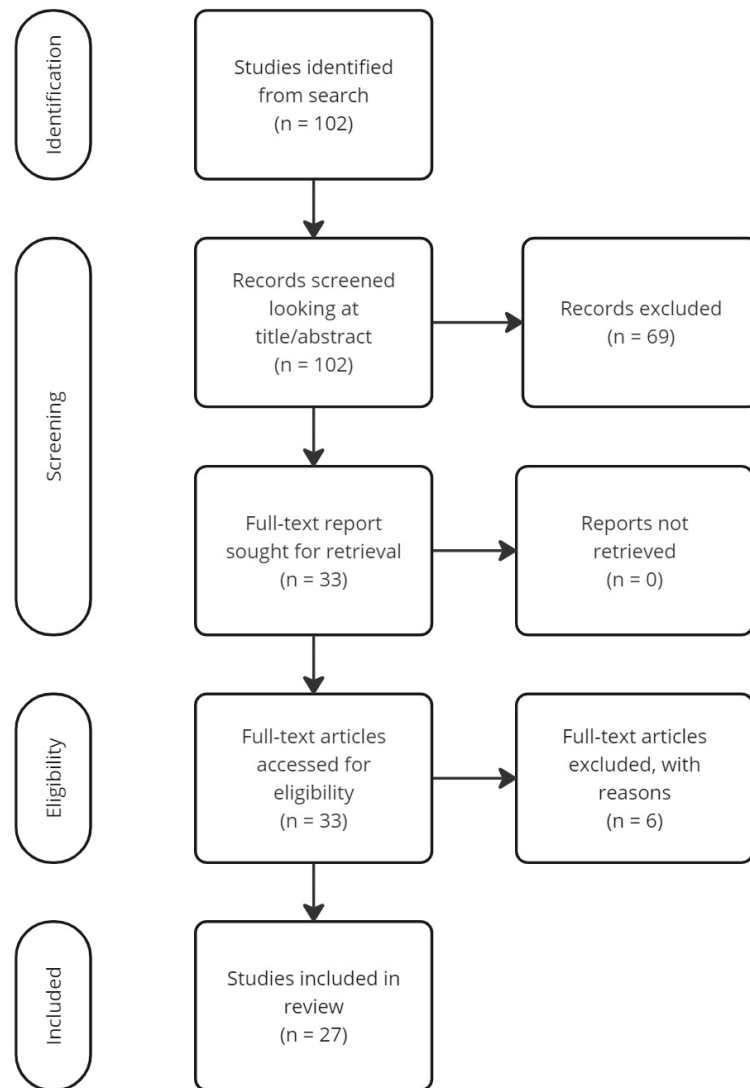 Identification
Studies identified
from search
(n = 102)
Screening
Records screened
looking at
title/abstract
(n = 102)
Records excluded
(n = 69)
Full-text report
sought for retrieval
(n = 33)
Reports not
retrieved
(n = 0)
Eligibility
Full-text articles
accessed for
eligibility
(n = 33)
Full-text articles
excluded, with
reasons
(n = 6)
Included
Studies included in
review
(n = 27)